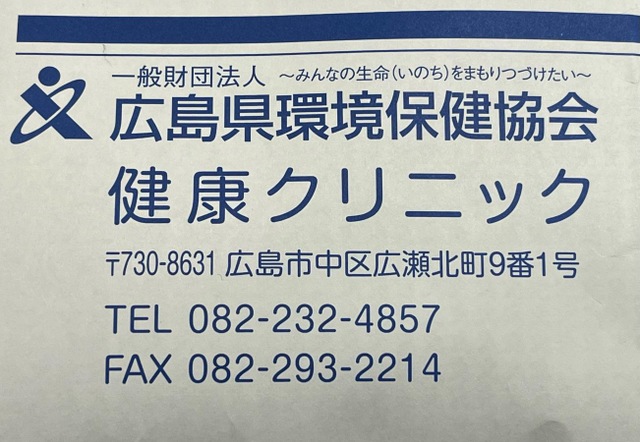 一般財団法人 ～みんなの生命(いのち)をまもりつづけたい～
広島県環境保健協会
健康クリニック
〒730-8631 広島市中区広瀬北町9番1号
TEL 082-232-4857
FAX 082-293-2214